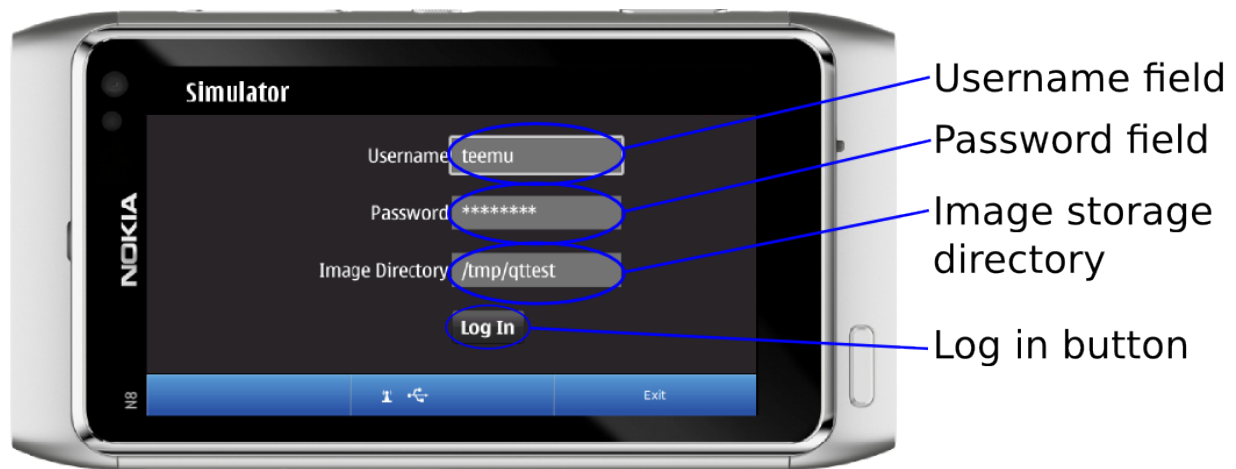 Simulator
Username teemu
Password ********
Image Directory /tmp/qttest
Log In
Exit
NOKIA
N8
Username field
Password field
Image storage
directory
Log in button